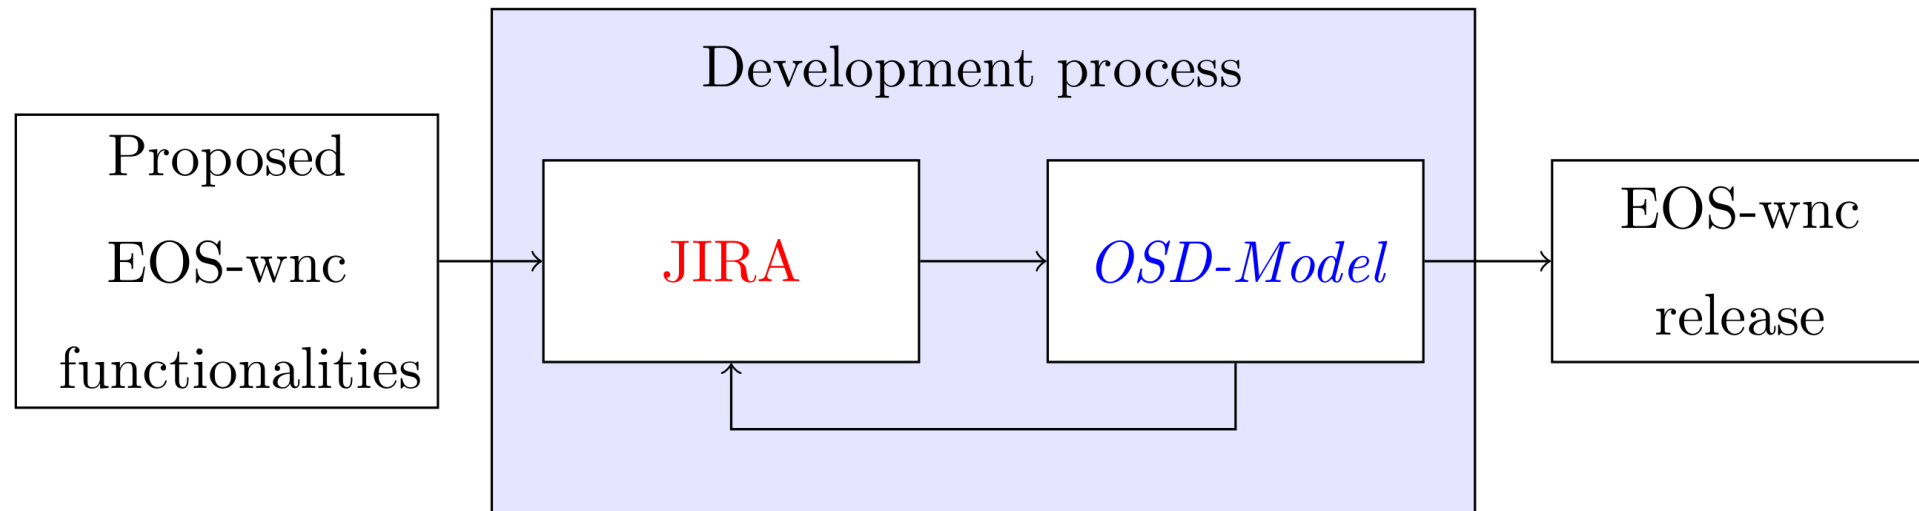 Development process
Proposed
EOS-wnc
functionalities
JIRA
OSD-Model
EOS-wnc
release